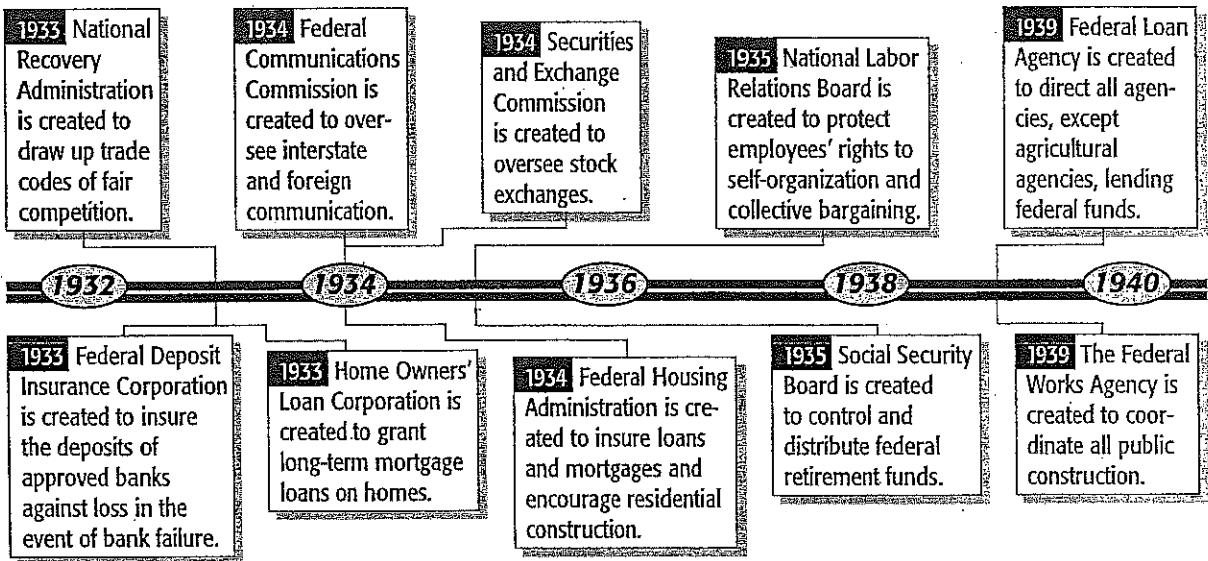 1933 National
Recovery
Administration
is created to
draw up trade
codes of fair
competition.
1934 Federal
Communications
Commission is
created to over-
see interstate
and foreign
communication.
1934 Securities
and Exchange
Commission
is created to
oversee stock
exchanges.
1935 National Labor
Relations Board is
created to protect
employees' rights to
self-organization and
collective bargaining.
1939 Federal Loan
Agency is created
to direct all agen-
cies, except
agricultural
agencies, lending
federal funds.
1932
1934
1936
1938
1940
1933 Federal Deposit
Insurance Corporation
is created to insure
the deposits of
approved banks
against loss in the
event of bank failure.
1933 Home Owners'
Loan Corporation is
created to grant
long-term mortgage
loans on homes.
1934 Federal Housing
Administration is cre-
ated to insure loans
and mortgages and
encourage residential
construction.
1935 Social Security
Board is created
to control and
distribute federal
retirement funds.
1939 The Federal
Works Agency is
created to coor-
dinate all public
construction.